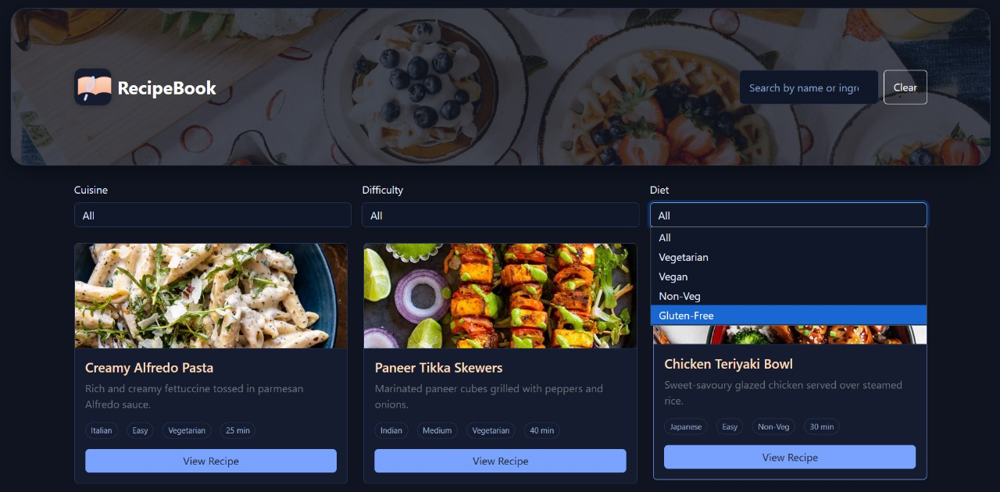 RecipeBook
Search by name or ingr
Clear
Cuisine
Difficulty
Diet
All
All
All
All
Vegetarian
Vegan
Non-Veg
Gluten-Free
Creamy Alfredo Pasta
Rich and creamy fettuccine tossed in parmesan
Alfredo sauce.
Italian
Easy
Vegetarian
25 min
View Recipe
Paneer Tikka Skewers
Marinated paneer cubes grilled with peppers and
onions.
Indian
Medium
Vegetarian
40 min
View Recipe
Chicken Teriyaki Bowl
Sweet-savoury glazed chicken served over steamed
rice.
Japanese
Easy
Non-Veg
30 min
View Recipe